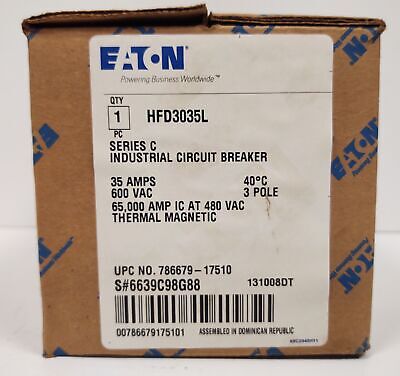 EATON
Powering Business Worldwide™
QTY
1 HFD3035L
PC
SERIES C
INDUSTRIAL CIRCUIT BREAKER
35 AMPS 40°C
600 VAC 3 POLE
65,000 AMP IC AT 480 VAC
THERMAL MAGNETIC
UPC NO. 786679-17510
S#6639C98G88 131008DT
00786679175101 ASSEMBLED IN DOMINICAN REPUBLIC